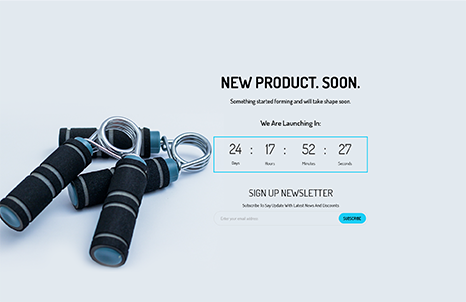 NEW PRODUCT. SOON.
Something started forming and will take shape soon.
We Are Launching In:
24 : 17 : 52 : 27
Days Hours Minutes Seconds
SIGN UP NEWSLETTER
Subscribe To Say Update With Latest News And Discounts
Enter your email address SUBSCRIBE